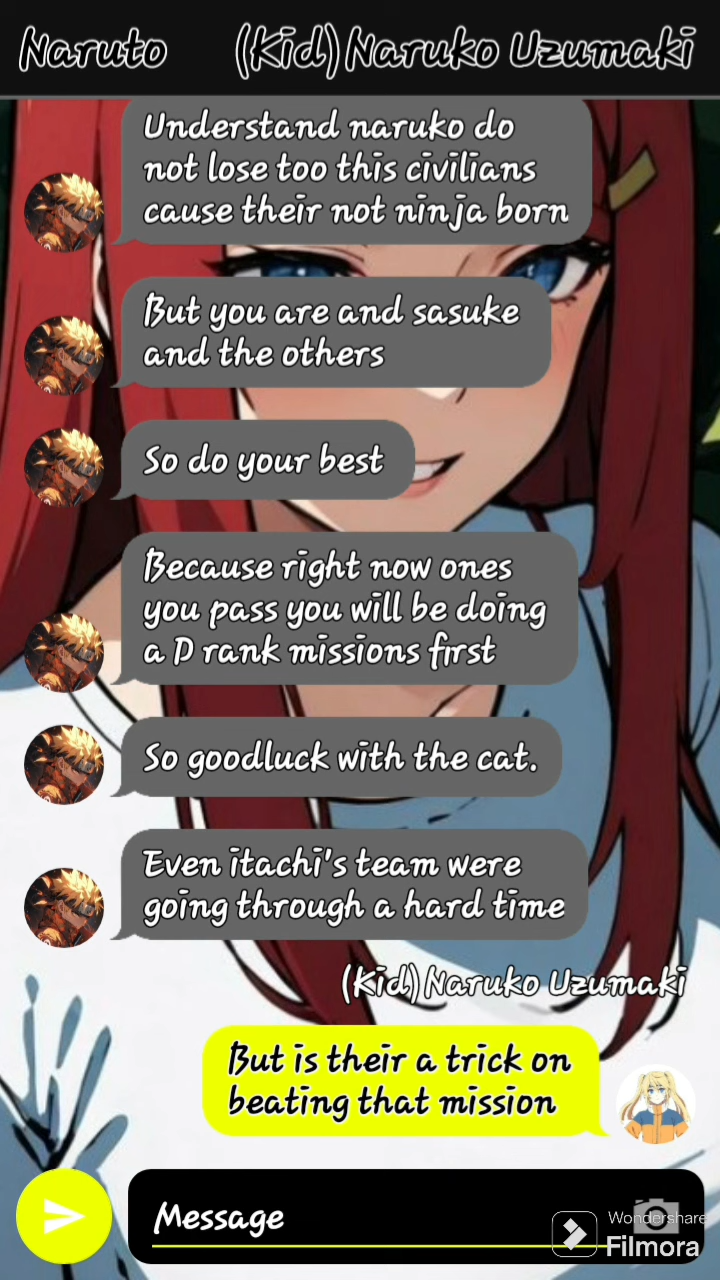 Naruto (Kid) Naruko Uzumaki
Understand naruko do
not lose too this civilians
cause their not ninja born
But you are and sasuke
and the others
So do your best
Because right now ones
you pass you will be doing
a D rank missions first
So goodluck with the cat.
Even itachi's team were
going through a hard time
(Kid) Naruko Uzumaki
But is their a trick on
beating that mission
Message
Wondershare
Filmora